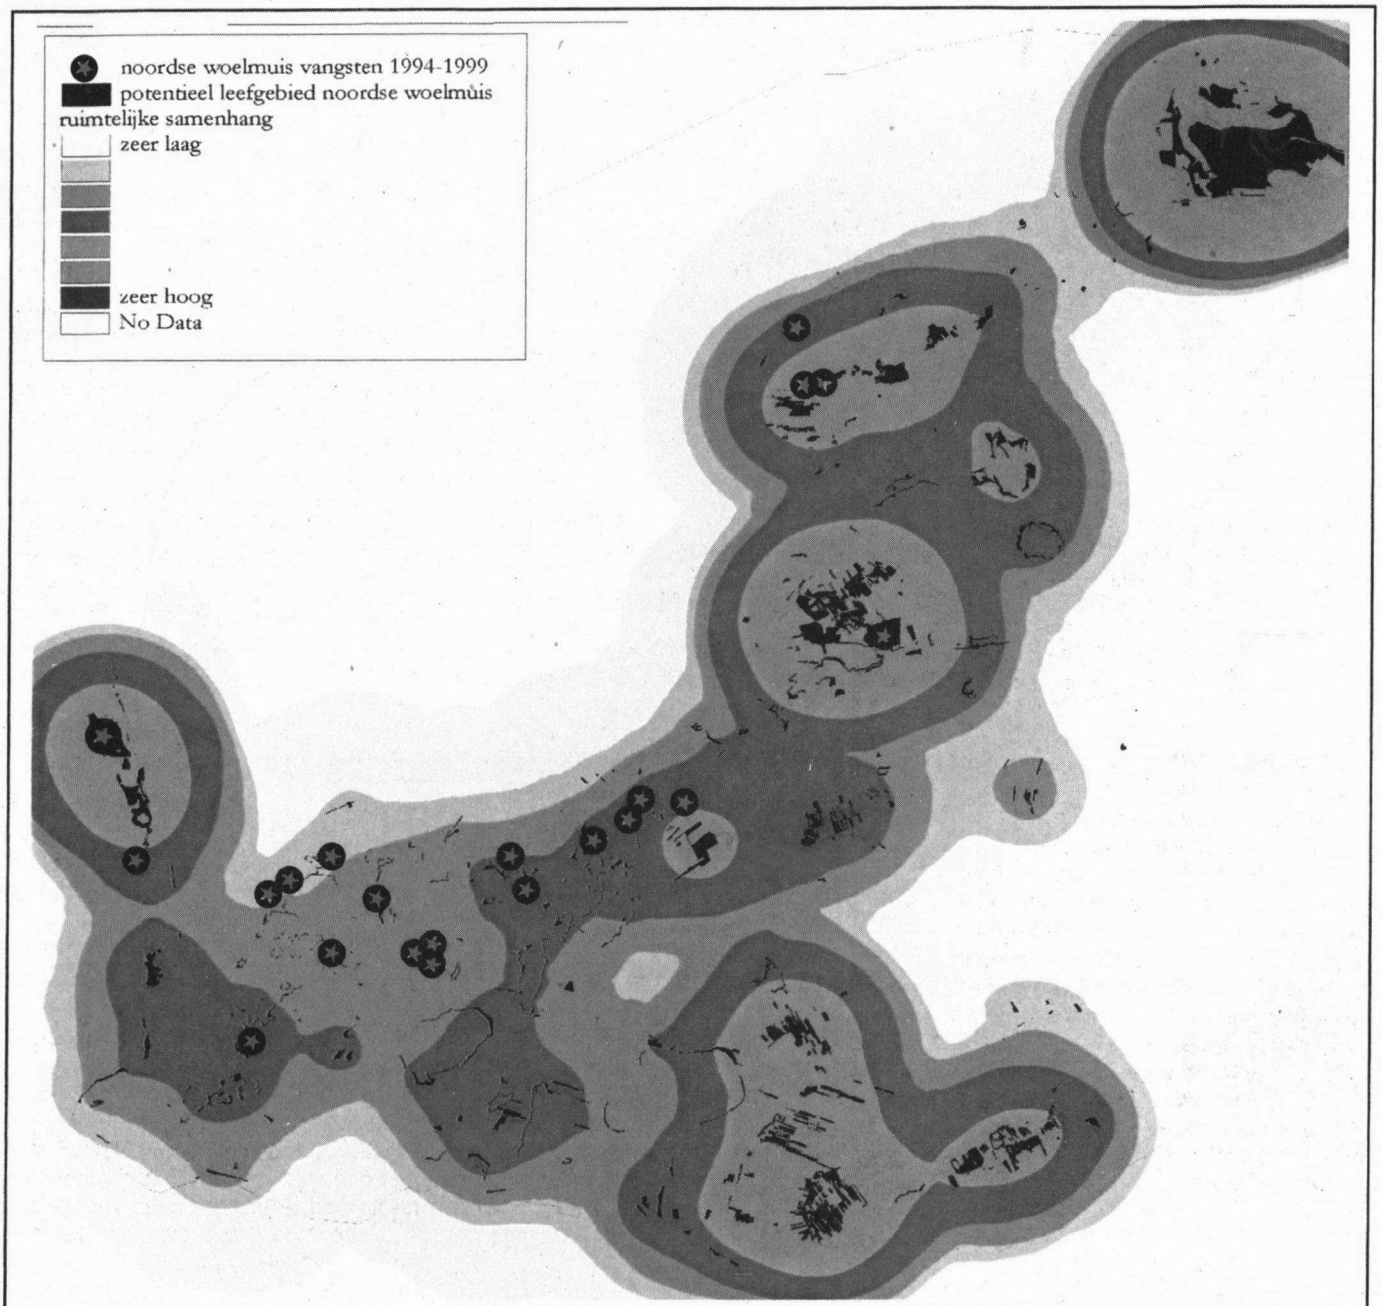 noordse woelmuis vangsten 1994-1999
potentieel leefgebied noordse woelmuis
ruimtelijke samenhang
zeer laag
zeer hoog
No Data